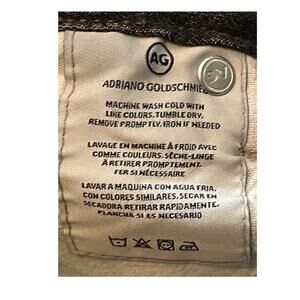 AG
ADRIANO GOLDSCHMIED
MACHINE WASH COLD WITH
LIKE COLORS. TUMBLE DRY.
REMOVE PROMPTLY. IRON IF NEEDED
LAVAGE EN MACHINE À FROID AVEC
COMME COULEURS. SÈCHE-LINGE
À RETIRER PROMPTEMENT.
FER SI NÉCESSAIRE
LAVAR A MAQUINA CON AGUA FRIA.
CON COLORES SIMILARES. SECAR EN
SECADORA RETIRAR RÁPIDAMENTE.
PLANCHA SI ES NECESARIO